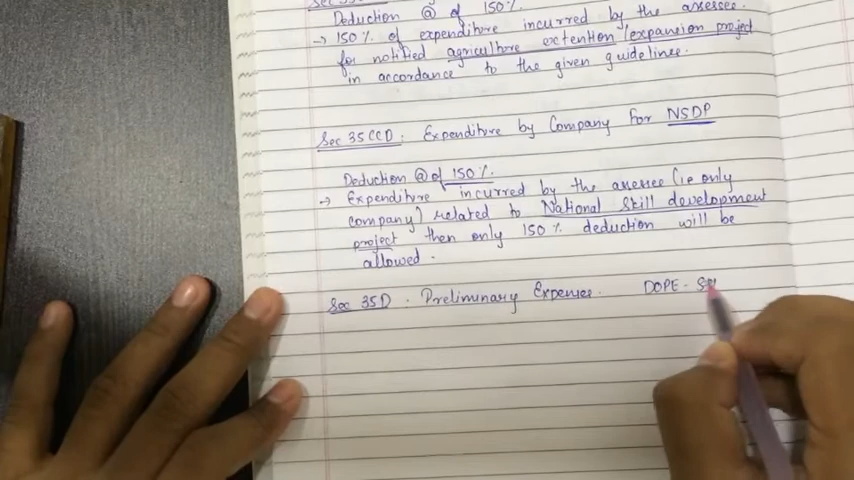 Deduction @ of 150%.
→ 150% of expenditure incurred by the assessee.
for notified agriculture extention/expansion project
in accordance to the given guidelines.
Sec 35CCD: Expenditure by Company for NSDP
Deduction @ of 150%.
→ Expenditure incurred by the assessee (ie only
company) related to National Skill development
project then only 150% deduction will be
allowed.
Sec 35D. Preliminary Expenses. DOPE-